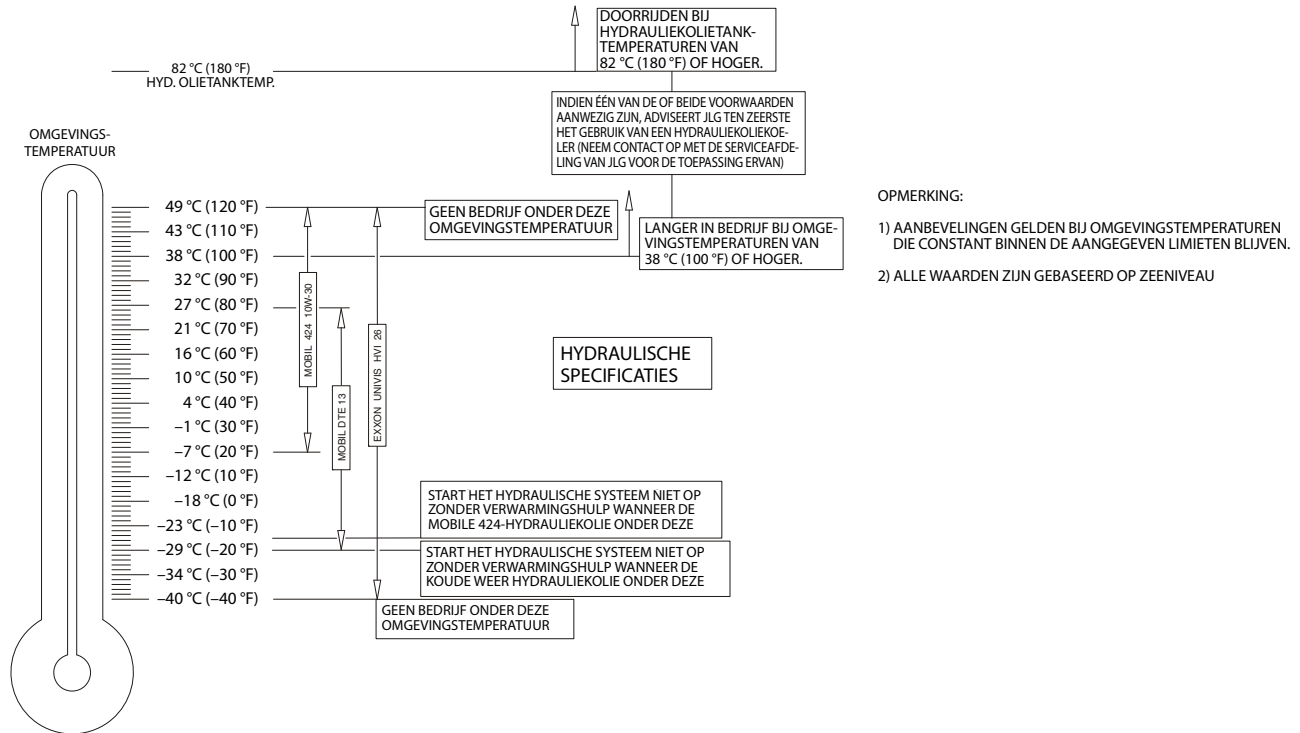 DOORRIJDEN BIJ
HYDRAULIEKOLIETANK-
TEMPERATUREN VAN
82 °C (180 °F) OF HOGER.
82 °C (180 °F)
HYD. OLIETANKTEMP.
INDIEN ÉÉN VAN DE OF BEIDE VOORWAARDEN
AANWEZIG ZIJN, ADVISEERT JLG TEN ZEERSTE
HET GEBRUIK VAN EEN HYDRAULIEKOLIEKOE-
LER (NEEM CONTACT OP MET DE SERVICEAFDE-
LING VAN JLG VOOR DE TOEPASSING ERVAN)
OMGEVINGS-
TEMPERATUUR
49 °C (120 °F)
43 °C (110 °F)
38 °C (100 °F)
32 °C (90 °F)
27 °C (80 °F)
21 °C (70 °F)
16 °C (60 °F)
10 °C (50 °F)
4 °C (40 °F)
–1 °C (30 °F)
–7 °C (20 °F)
–12 °C (10 °F)
–18 °C (0 °F)
–23 °C (–10 °F)
–29 °C (–20 °F)
–34 °C (–30 °F)
–40 °C (–40 °F)
MOBIL 424 10W-30
MOBIL DTE 13
EXXON UNIVIS HVI 26
GEEN BEDRIJF ONDER DEZE
OMGEVINGSTEMPERATUUR
LANGER IN BEDRIJF BIJ OMGE-
VINGSTEMPERATUREN VAN
38 °C (100 °F) OF HOGER.
OPMERKING:
1) AANBEVELINGEN GELDEN BIJ OMGEVINGSTEMPERATUREN
DIE CONSTANT BINNEN DE AANGEGEVEN LIMIETEN BLIJVEN.
2) ALLE WAARDEN ZIJN GEBASEERD OP ZEENIVEAU
HYDRAULISCHE
SPECIFICATIES
START HET HYDRAULISCHE SYSTEEM NIET OP
ZONDER VERWARMINGSHULP WANNEER DE
MOBILE 424-HYDRAULIEKOLIE ONDER DEZE
START HET HYDRAULISCHE SYSTEEM NIET OP
ZONDER VERWARMINGSHULP WANNEER DE
KOUDE WEER HYDRAULIEKOLIE ONDER DEZE
GEEN BEDRIJF ONDER DEZE
OMGEVINGSTEMPERATUUR